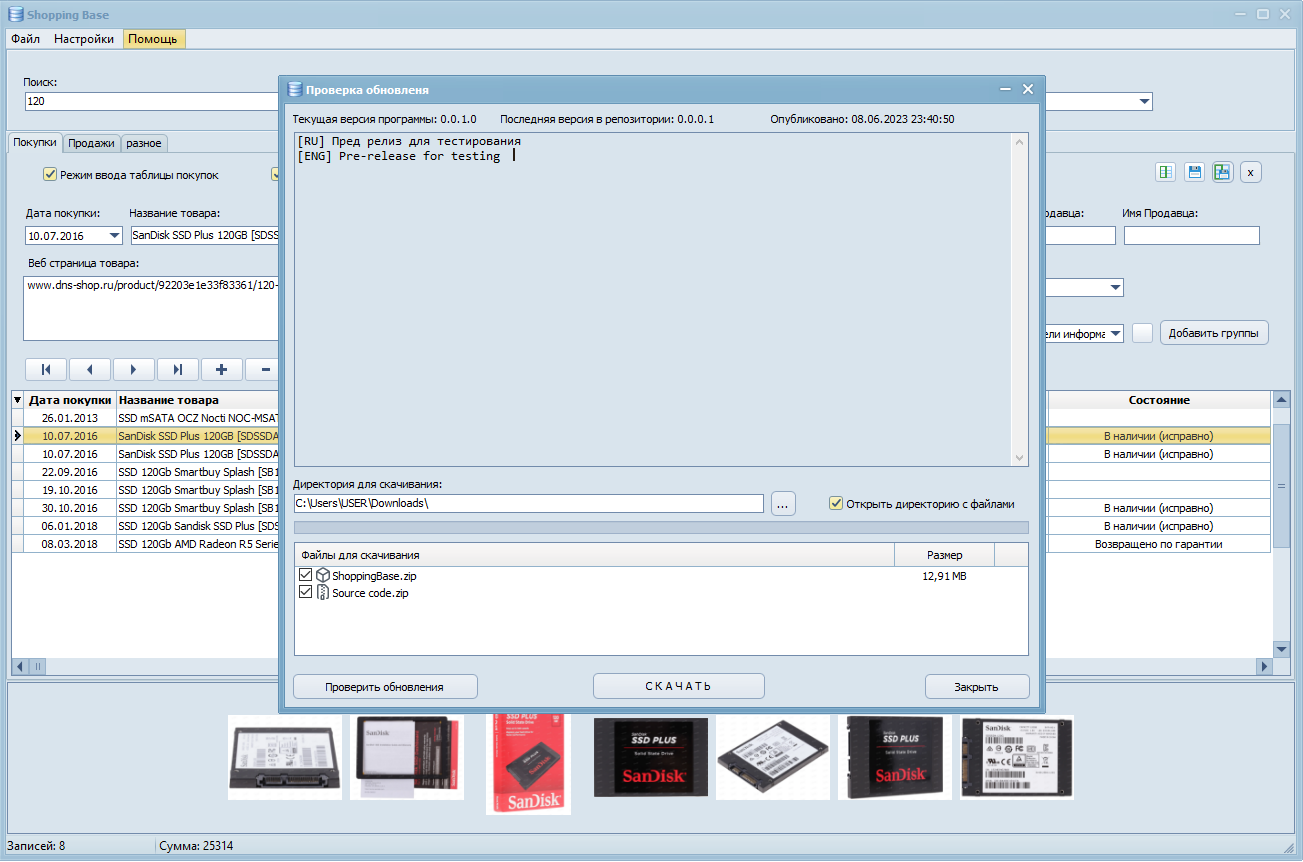 Shopping Base
Файл Настройки Помощь
Поиск:
120
Покупки Продажи разное
Режим ввода таблицы покупок
x
Дата покупки: Название товара:
одавца: Имя Продавца:
10.07.2016 SanDisk SSD Plus 120GB [SDSS
Веб страница товара:
www.dns-shop.ru/product/92203e1e33f83361/120-
ели информа Добавить группы
Дата покупки Название товара Состояние
26.01.2013 SSD mSATA OCZ Nocti NOC-MSAT
10.07.2016 SanDisk SSD Plus 120GB [SDSSDA В наличии (исправно)
10.07.2016 SanDisk SSD Plus 120GB [SDSSDA В наличии (исправно)
22.09.2016 SSD 120Gb Smartbuy Splash [SB1
19.10.2016 SSD 120Gb Smartbuy Splash [SB1
30.10.2016 SSD 120Gb Smartbuy Splash [SB1 В наличии (исправно)
06.01.2018 SSD 120Gb Sandisk SSD Plus [SDS В наличии (исправно)
08.03.2018 SSD 120Gb AMD Radeon R5 Serie Возвращено по гарантии
Проверка обновленя
Текущая версия программы: 0.0.1.0 Последняя версия в репозитории: 0.0.0.1 Опубликовано: 08.06.2023 23:40:50
[RU] Пред релиз для тестирования
[ENG] Pre-release for testing
Директория для скачивания:
C:\Users\USER\Downloads\ ... Открыть директорию с файлами
Файлы для скачивания Размер
ShoppingBase.zip 12,91 MB
Source code.zip
Проверить обновления СКАЧАТЬ Закрыть
SanDisk
SSD PLUS
SanDisk
SSD PLUS
Solid State Drive
SanDisk
SSD PLUS
SanDisk
SanDisk
Записей: 8 Сумма: 25314